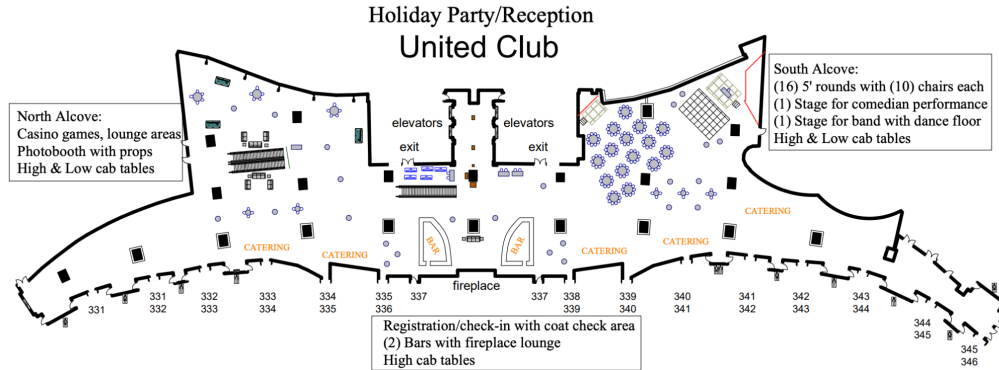 Holiday Party/Reception
United Club
North Alcove:
Casino games, lounge areas
Photobooth with props
High & Low cab tables
South Alcove:
(16) 5' rounds with (10) chairs each
(1) Stage for comedian performance
(1) Stage for band with dance floor
High & Low cab tables
elevators
elevators
exit
exit
CATERING
CATERING
BAR
BAR
CATERING
CATERING
CATERING
fireplace
331
331
332
332
333
333
334
334
335
335
336
337
337
338
338
339
339
340
340
341
341
342
342
343
343
344
344
345
345
346
Registration/check-in with coat check area
(2) Bars with fireplace lounge
High cab tables